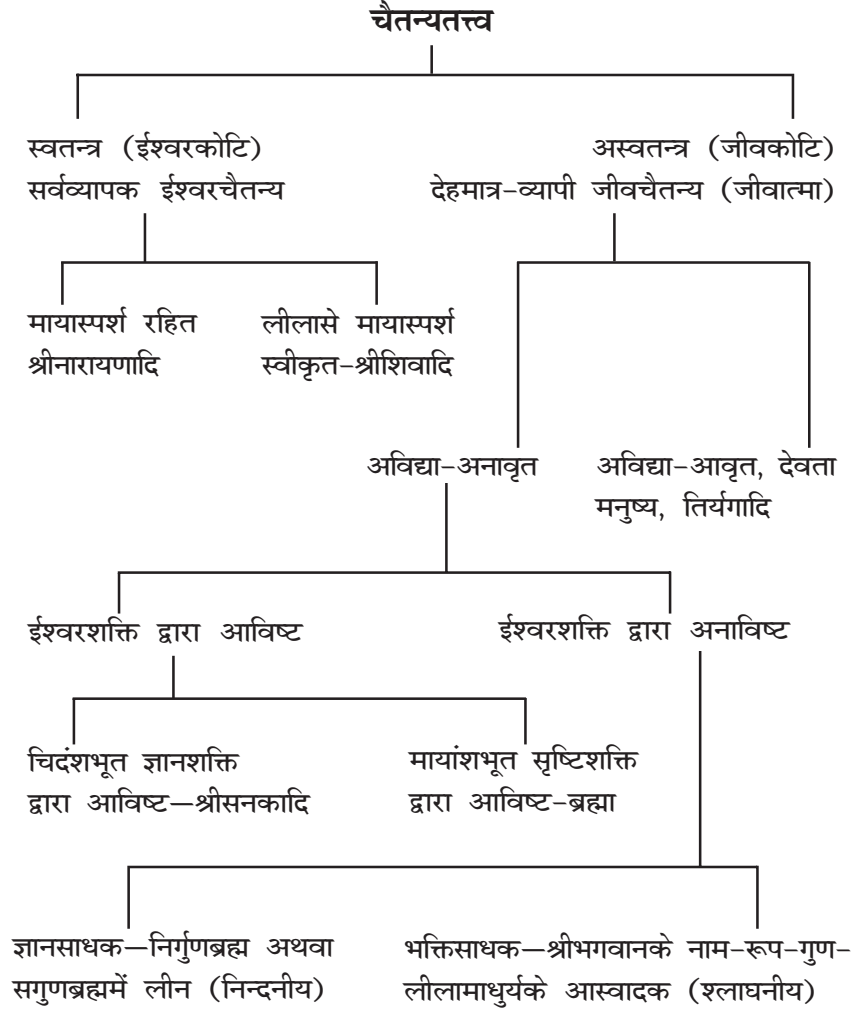 चैतन्यतत्त्व
स्वतन्त्र (ईश्वरकोटि)
सर्वव्यापक ईश्वरचैतन्य
अस्वतन्त्र (जीवकोटि)
देहमात्र-व्यापी जीवचैतन्य (जीवात्मा)
मायास्पर्श रहित
श्रीनारायणादि
लीलासे मायास्पर्श
स्वीकृत-श्रीशिवादि
अविद्या-अनावृत
अविद्या-आवृत, देवता
मनुष्य, तिर्यगादि
ईश्वरशक्ति द्वारा आविष्ट
ईश्वरशक्ति द्वारा अनाविष्ट
चिदंशभूत ज्ञानशक्ति
द्वारा आविष्ट—श्रीसनकादि
मायांशभूत सृष्टिशक्ति
द्वारा आविष्ट-ब्रह्मा
ज्ञानसाधक—निर्गुणब्रह्म अथवा
सगुणब्रह्ममें लीन (निन्दनीय)
भक्तिसाधक—श्रीभगवानके नाम-रूप-गुण-
लीलामाधुर्यके आस्वादक (श्लाघनीय)